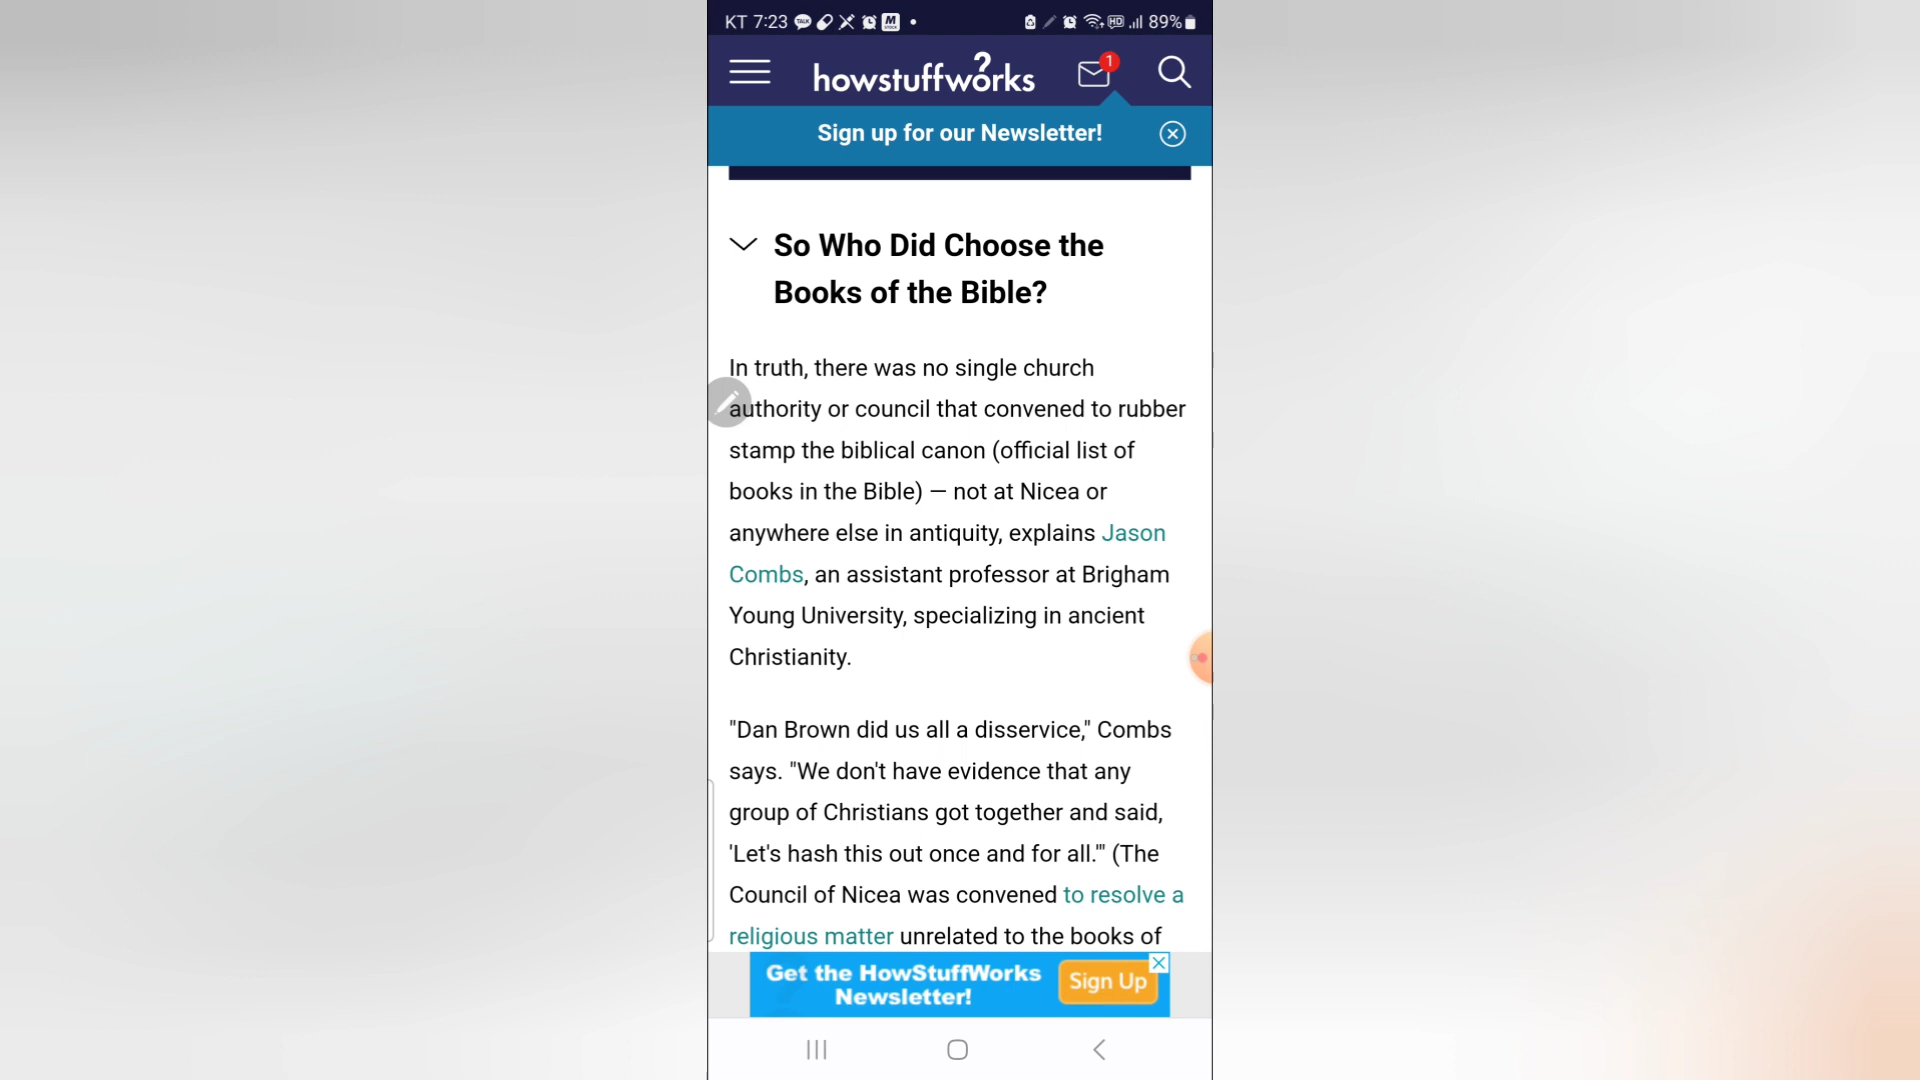 KT 7:23
HD 89%
howstuffworks
1
Sign up for our Newsletter!
So Who Did Choose the
Books of the Bible?
In truth, there was no single church
authority or council that convened to rubber
stamp the biblical canon (official list of
books in the Bible) — not at Nicea or
anywhere else in antiquity, explains Jason
Combs, an assistant professor at Brigham
Young University, specializing in ancient
Christianity.
"Dan Brown did us all a disservice," Combs
says. "We don't have evidence that any
group of Christians got together and said,
'Let's hash this out once and for all.'" (The
Council of Nicea was convened to resolve a
religious matter unrelated to the books of
Get the HowStuffWorks
Newsletter!
Sign Up